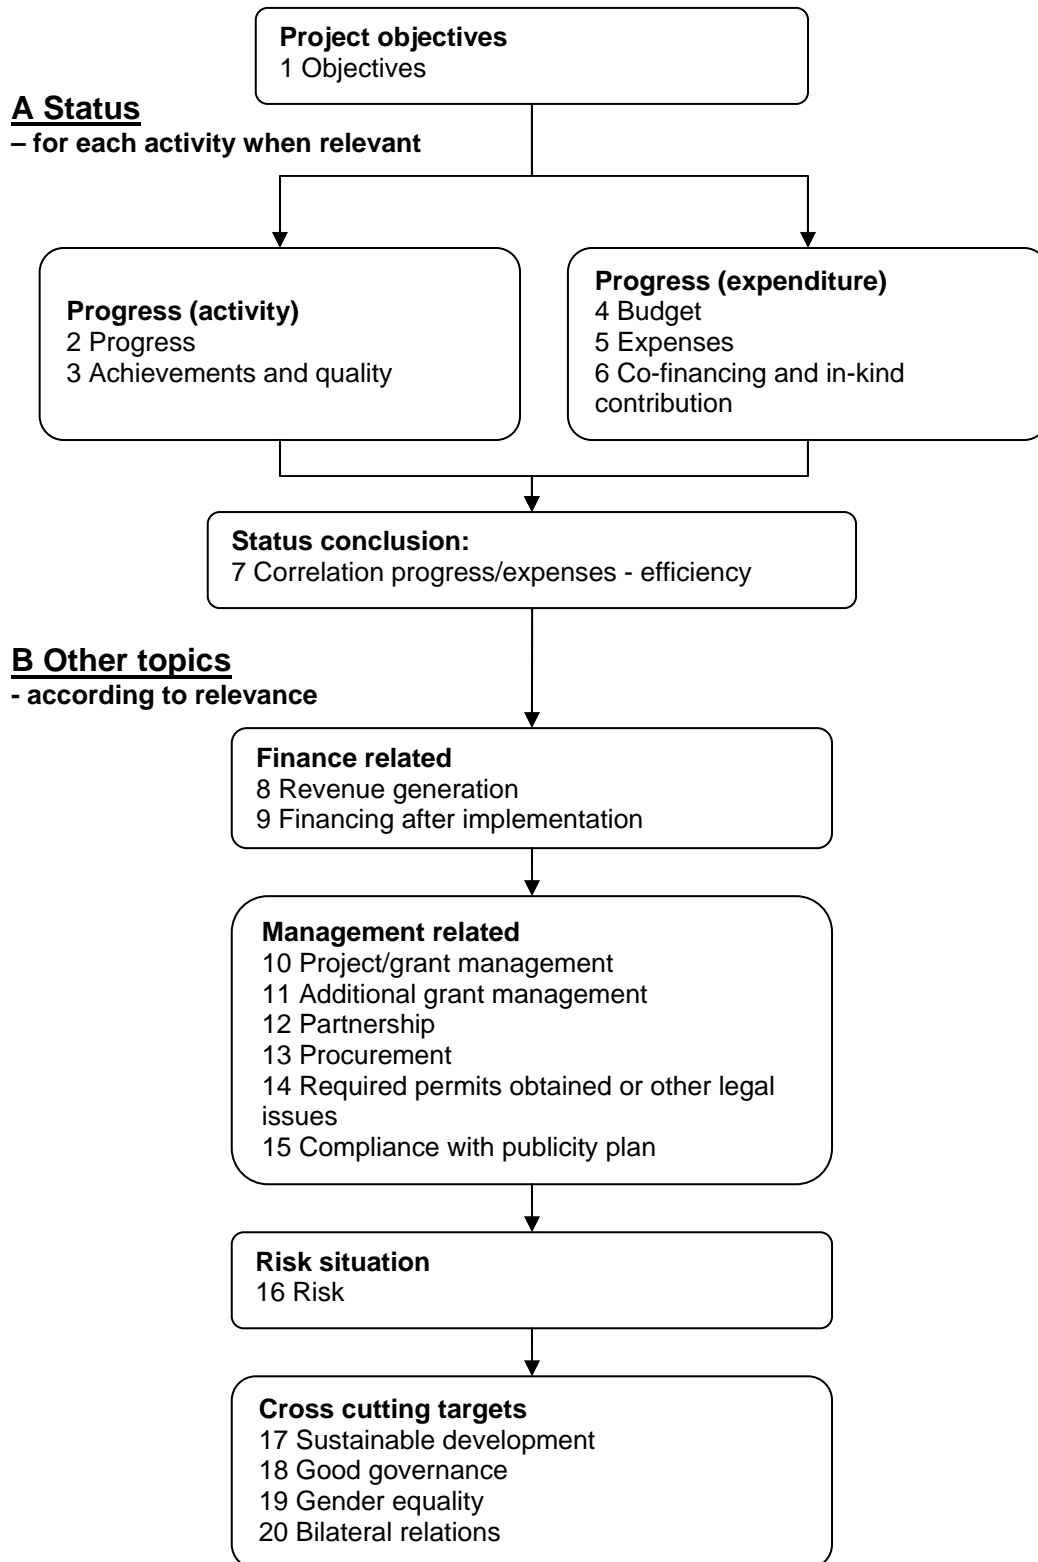 Project objectives
1 Objectives
A Status
– for each activity when relevant
Progress (activity)
2 Progress
3 Achievements and quality
Progress (expenditure)
4 Budget
5 Expenses
6 Co-financing and in-kind
contribution
Status conclusion:
7 Correlation progress/expenses - efficiency
B Other topics
- according to relevance
Finance related
8 Revenue generation
9 Financing after implementation
Management related
10 Project/grant management
11 Additional grant management
12 Partnership
13 Procurement
14 Required permits obtained or other legal
issues
15 Compliance with publicity plan
Risk situation
16 Risk
Cross cutting targets
17 Sustainable development
18 Good governance
19 Gender equality
20 Bilateral relations